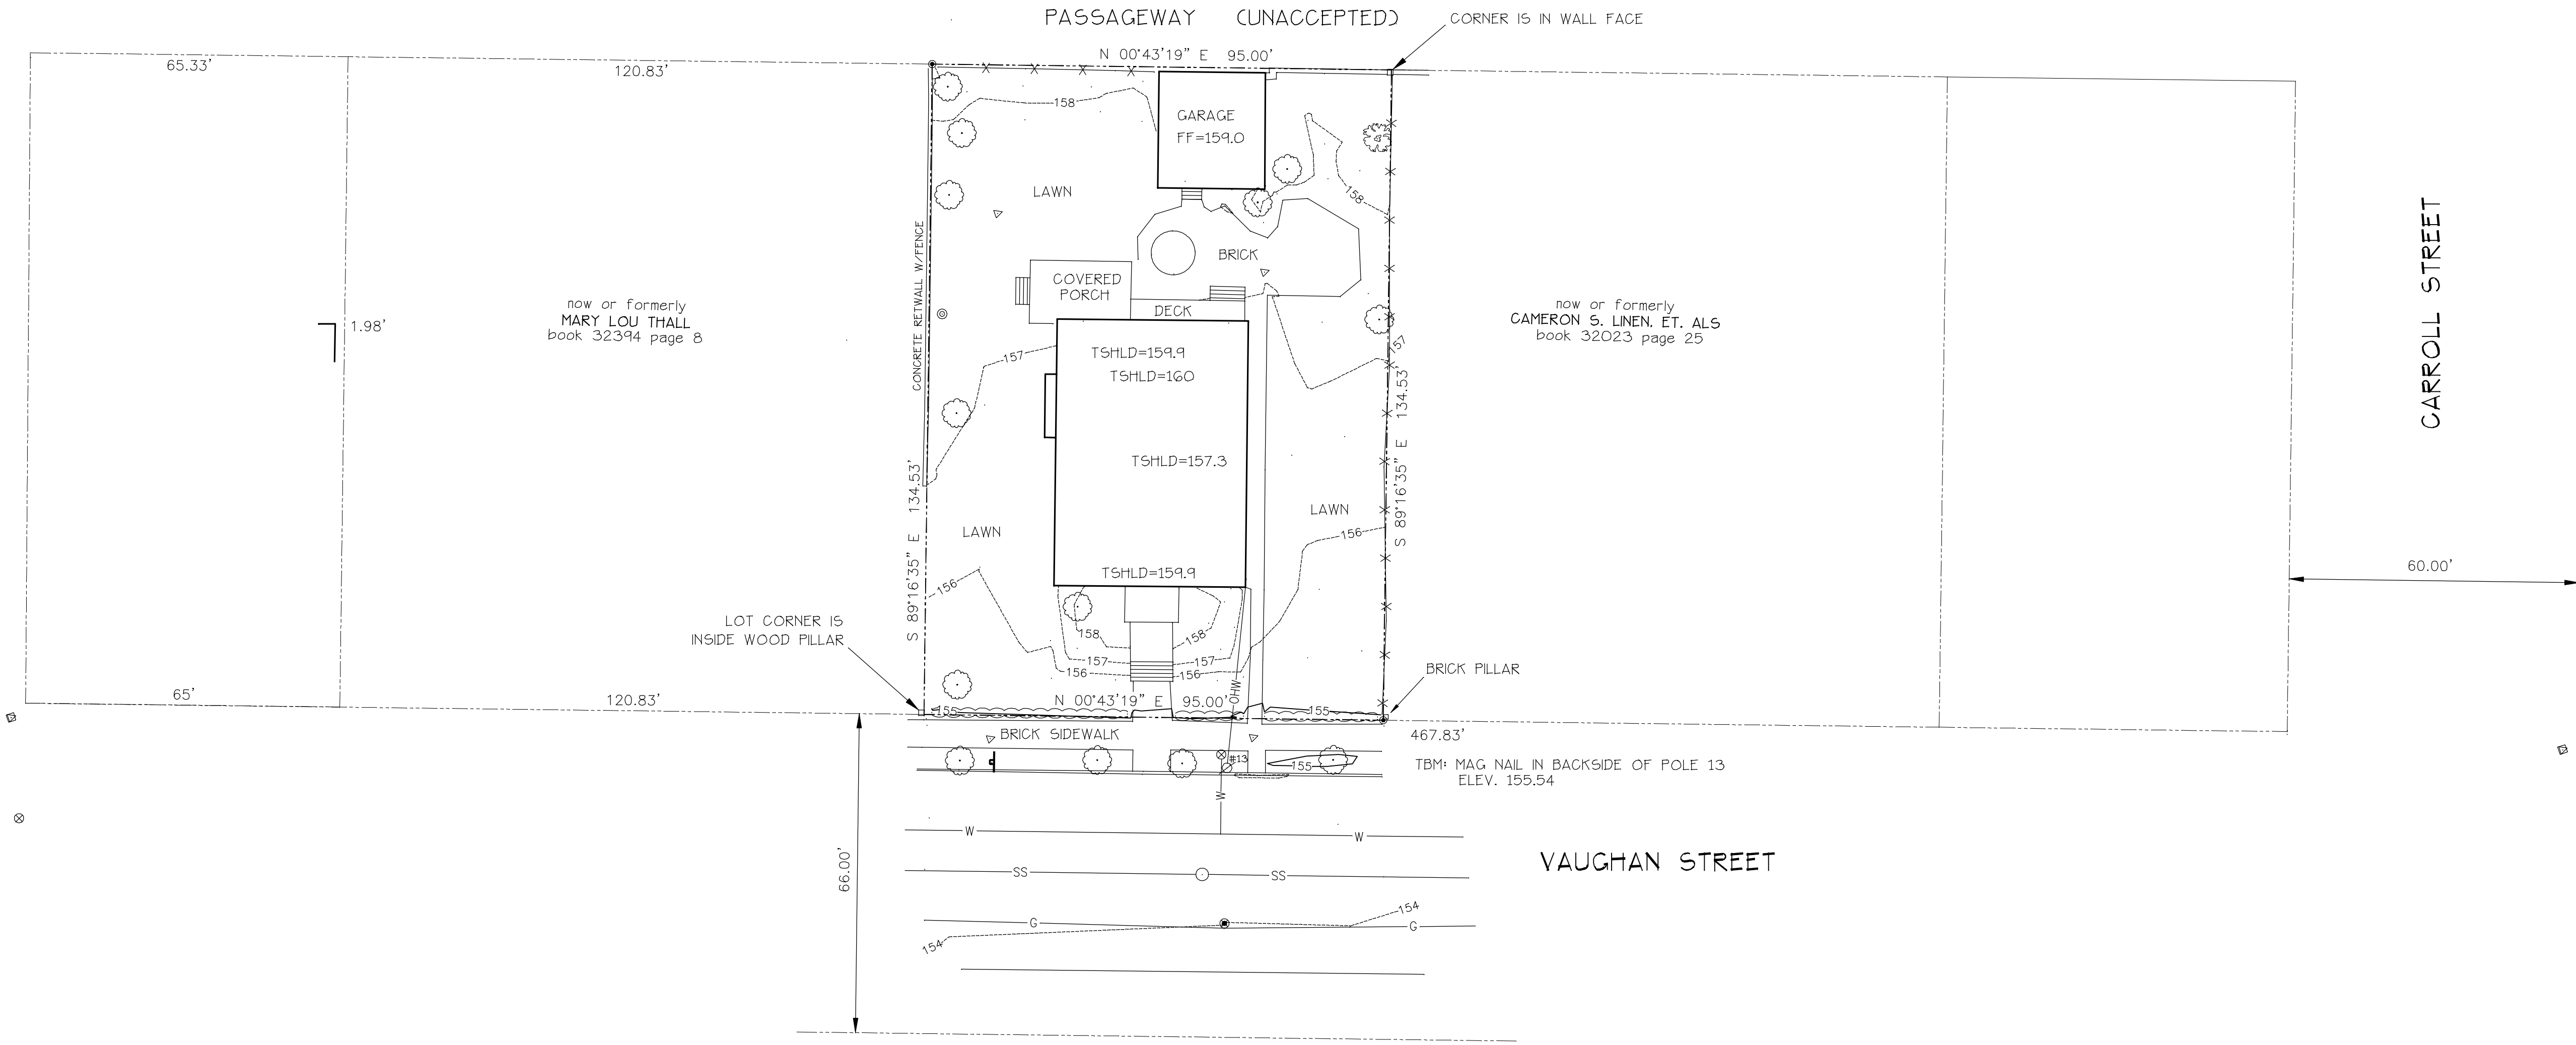 PASSAGEWAY (UNACCEPTED)
CORNER IS IN WALL FACE
N 00°43'19" E 95.00'
65.33'
120.83'
158
GARAGE
FF=159.0
LAWN
158
CONCRETE RETWALL W/FENCE
BRICK
COVERED
PORCH
DECK
now or formerly
MARY LOU THALL
book 32394 page 8
1.98'
now or formerly
CAMERON S. LINEN. ET. ALS
book 32023 page 25
CARROLL STREET
157
TSHLD=159.9
TSHLD=160
157
S 89°16'35" E 134.53'
S 89°16'35" E 134.53'
TSHLD=157.3
LAWN
LAWN
156
TSHLD=159.9
156
60.00'
LOT CORNER IS
INSIDE WOOD PILLAR
158
158
157
157
156
156
OHW
BRICK PILLAR
65'
120.83'
N 00°43'19" E 95.00'
155
155
467.83'
BRICK SIDEWALK
#13
155
TBM: MAG NAIL IN BACKSIDE OF POLE 13
ELEV. 155.54
W
W
W
66.00'
VAUGHAN STREET
SS
SS
154
G
G
154